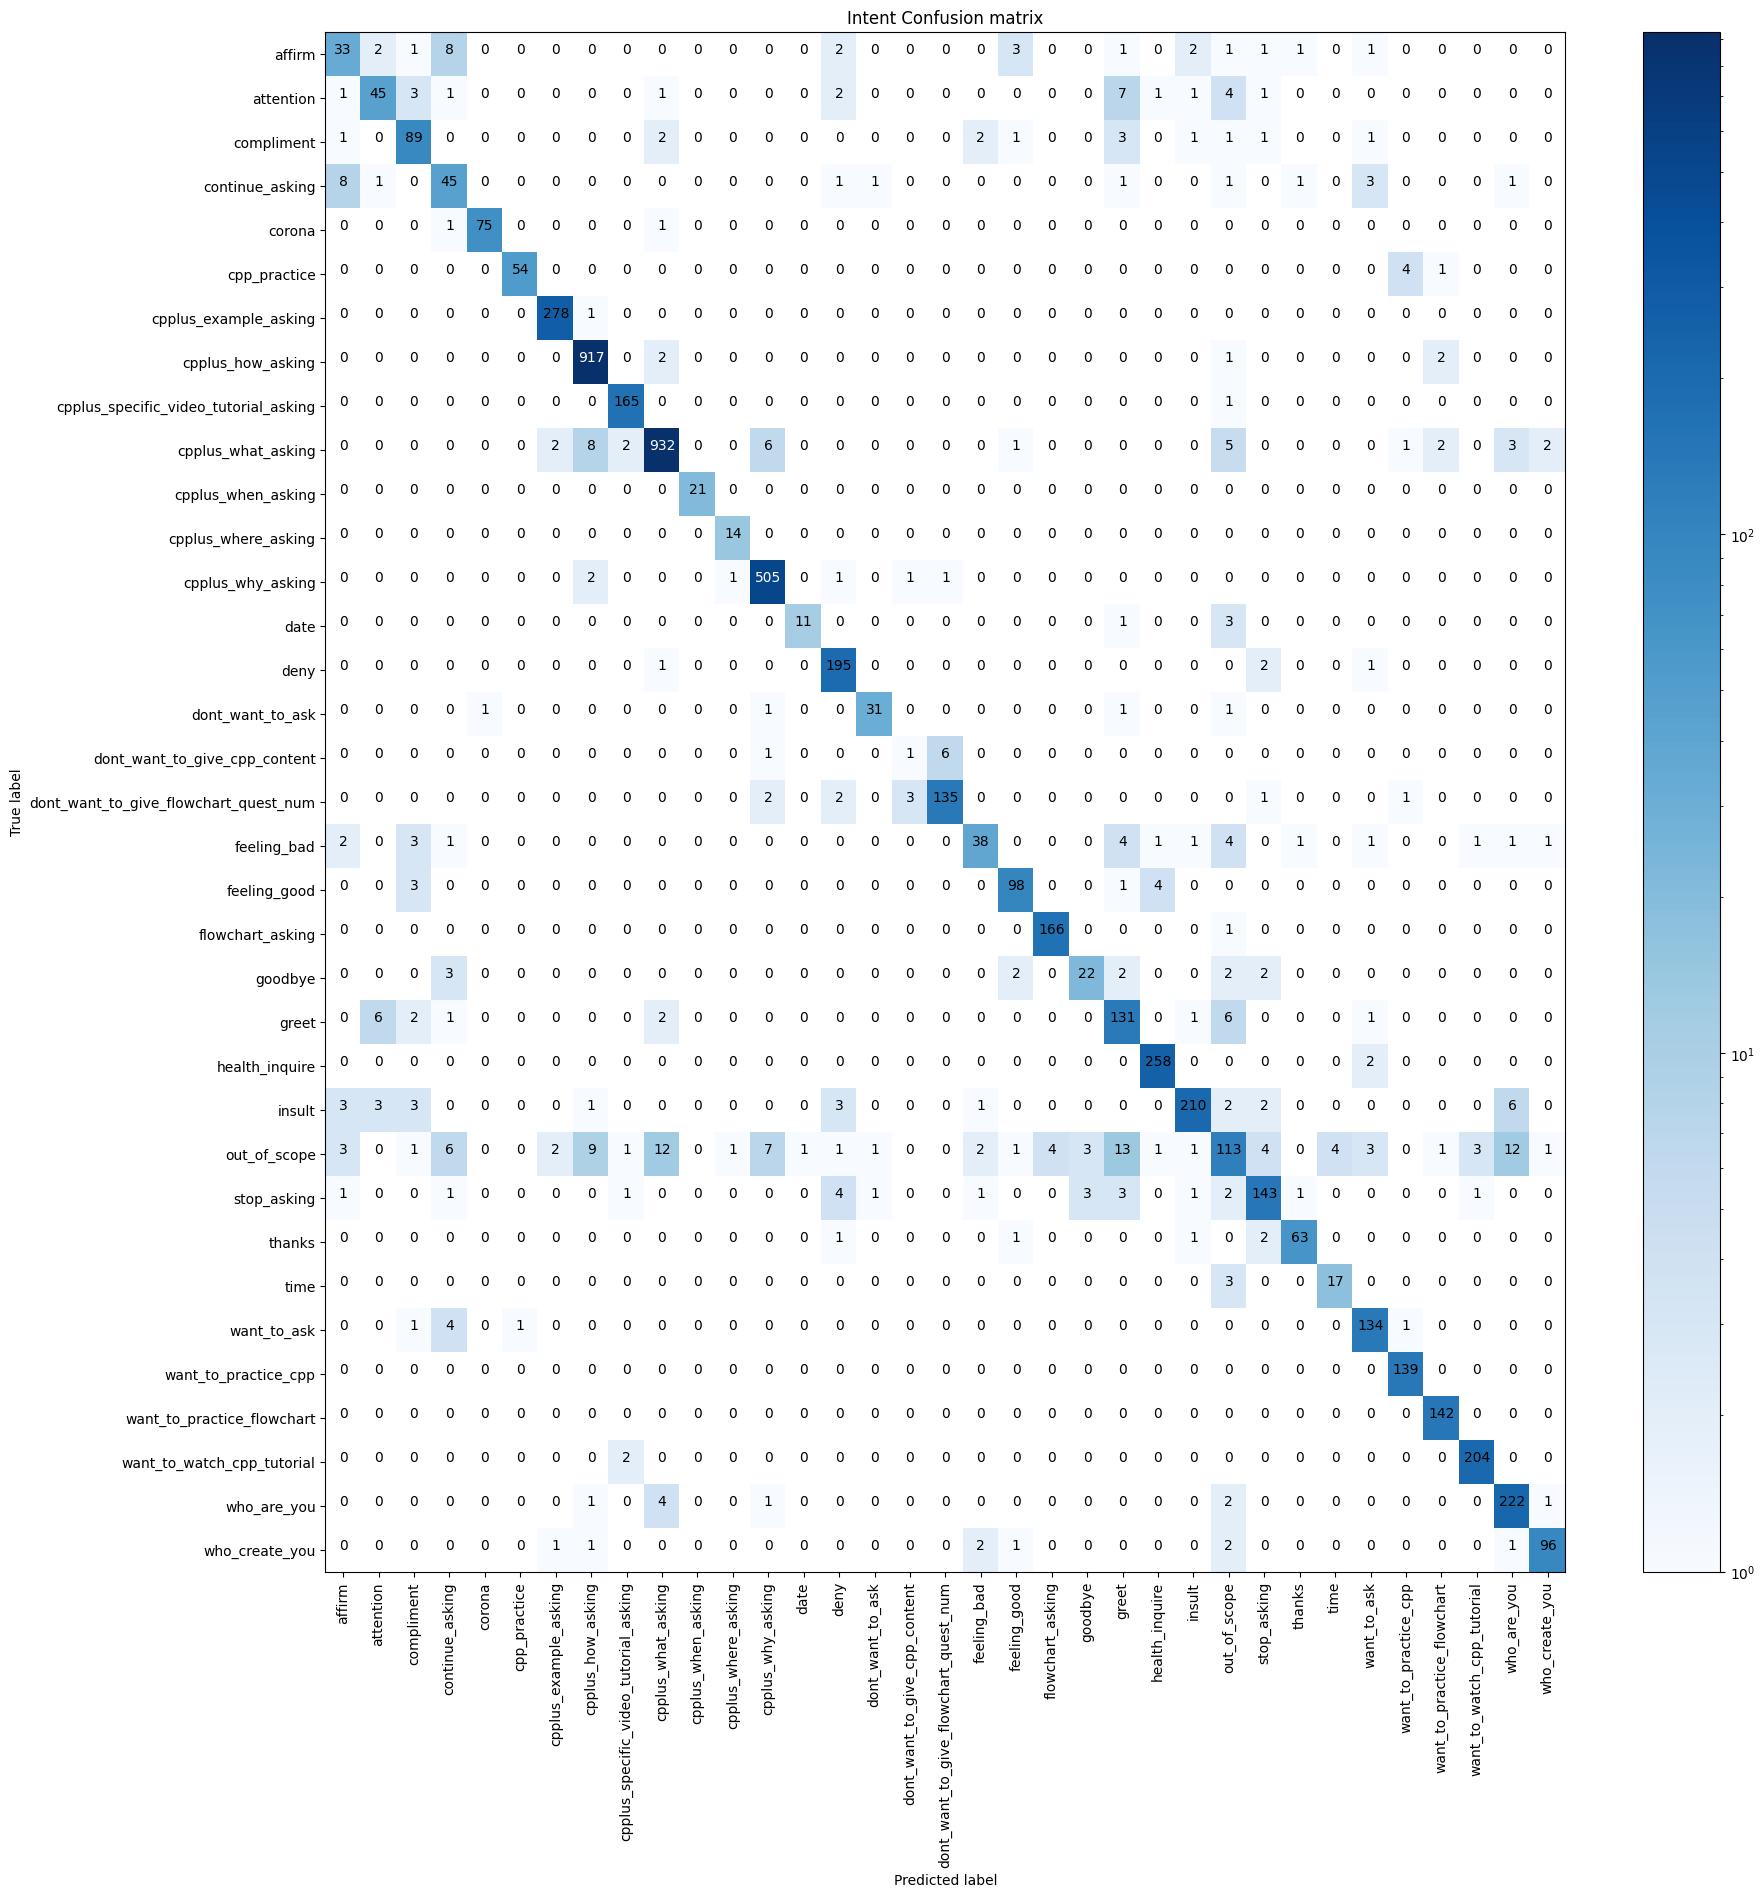 Intent Confusion matrix
True label
affirm 33 2 1 8 0 0 0 0 0 0 0 0 0 0 2 0 0 0 0 3 0 0 1 0 2 1 1 1 0 1 0 0 0 0 0
attention 1 45 3 1 0 0 0 0 0 1 0 0 0 0 2 0 0 0 0 0 0 0 7 1 1 4 1 0 0 0 0 0 0 0 0
compliment 1 0 89 0 0 0 0 0 0 2 0 0 0 0 0 0 0 0 2 1 0 0 3 0 1 1 1 0 0 1 0 0 0 0 0
continue_asking 8 1 0 45 0 0 0 0 0 0 0 0 0 0 1 1 0 0 0 0 0 0 1 0 0 1 0 1 0 3 0 0 0 1 0
corona 0 0 0 1 75 0 0 0 0 1 0 0 0 0 0 0 0 0 0 0 0 0 0 0 0 0 0 0 0 0 0 0 0 0 0
cpp_practice 0 0 0 0 0 54 0 0 0 0 0 0 0 0 0 0 0 0 0 0 0 0 0 0 0 0 0 0 0 0 4 1 0 0 0
cpplus_example_asking 0 0 0 0 0 0 278 1 0 0 0 0 0 0 0 0 0 0 0 0 0 0 0 0 0 0 0 0 0 0 0 0 0 0 0
cpplus_how_asking 0 0 0 0 0 0 0 917 0 2 0 0 0 0 0 0 0 0 0 0 0 0 0 0 0 1 0 0 0 0 0 2 0 0 0
cpplus_specific_video_tutorial_asking 0 0 0 0 0 0 0 0 165 0 0 0 0 0 0 0 0 0 0 0 0 0 0 0 0 1 0 0 0 0 0 0 0 0 0
cpplus_what_asking 0 0 0 0 0 0 2 8 2 932 0 0 6 0 0 0 0 0 0 1 0 0 0 0 0 5 0 0 0 0 1 2 0 3 2
cpplus_when_asking 0 0 0 0 0 0 0 0 0 0 21 0 0 0 0 0 0 0 0 0 0 0 0 0 0 0 0 0 0 0 0 0 0 0 0
cpplus_where_asking 0 0 0 0 0 0 0 0 0 0 0 14 0 0 0 0 0 0 0 0 0 0 0 0 0 0 0 0 0 0 0 0 0 0 0
cpplus_why_asking 0 0 0 0 0 0 0 2 0 0 0 1 505 0 1 0 1 1 0 0 0 0 0 0 0 0 0 0 0 0 0 0 0 0 0
date 0 0 0 0 0 0 0 0 0 0 0 0 0 11 0 0 0 0 0 0 0 0 1 0 0 3 0 0 0 0 0 0 0 0 0
deny 0 0 0 0 0 0 0 0 0 1 0 0 0 0 195 0 0 0 0 0 0 0 0 0 0 0 2 0 0 1 0 0 0 0 0
dont_want_to_ask 0 0 0 0 1 0 0 0 0 0 0 0 1 0 0 31 0 0 0 0 0 0 1 0 0 1 0 0 0 0 0 0 0 0 0
dont_want_to_give_cpp_content 0 0 0 0 0 0 0 0 0 0 0 0 1 0 0 0 1 6 0 0 0 0 0 0 0 0 0 0 0 0 0 0 0 0 0
dont_want_to_give_flowchart_quest_num 0 0 0 0 0 0 0 0 0 0 0 0 2 0 2 0 3 135 0 0 0 0 0 0 0 0 1 0 0 0 1 0 0 0 0
feeling_bad 2 0 3 1 0 0 0 0 0 0 0 0 0 0 0 0 0 0 38 0 0 0 4 1 1 4 0 1 0 1 0 0 1 1 1
feeling_good 0 0 3 0 0 0 0 0 0 0 0 0 0 0 0 0 0 0 0 98 0 0 1 4 0 0 0 0 0 0 0 0 0 0 0
flowchart_asking 0 0 0 0 0 0 0 0 0 0 0 0 0 0 0 0 0 0 0 0 166 0 0 0 0 1 0 0 0 0 0 0 0 0 0
goodbye 0 0 0 3 0 0 0 0 0 0 0 0 0 0 0 0 0 0 0 2 0 22 2 0 0 2 2 0 0 0 0 0 0 0 0
greet 0 6 2 1 0 0 0 0 0 2 0 0 0 0 0 0 0 0 0 0 0 0 131 0 1 6 0 0 0 1 0 0 0 0 0
health_inquire 0 0 0 0 0 0 0 0 0 0 0 0 0 0 0 0 0 0 0 0 0 0 0 258 0 0 0 0 0 2 0 0 0 0 0
insult 3 3 3 0 0 0 0 1 0 0 0 0 0 0 3 0 0 0 1 0 0 0 0 0 210 2 2 0 0 0 0 0 0 6 0
out_of_scope 3 0 1 6 0 0 2 9 1 12 0 1 7 1 1 1 0 0 2 1 4 3 13 1 1 113 4 0 4 3 0 1 3 12 1
stop_asking 1 0 0 1 0 0 0 0 1 0 0 0 0 0 4 1 0 0 1 0 0 3 3 0 1 2 143 1 0 0 0 0 1 0 0
thanks 0 0 0 0 0 0 0 0 0 0 0 0 0 0 1 0 0 0 0 1 0 0 0 0 1 0 2 63 0 0 0 0 0 0 0
time 0 0 0 0 0 0 0 0 0 0 0 0 0 0 0 0 0 0 0 0 0 0 0 0 0 3 0 0 17 0 0 0 0 0 0
want_to_ask 0 0 1 4 0 1 0 0 0 0 0 0 0 0 0 0 0 0 0 0 0 0 0 0 0 0 0 0 0 134 1 0 0 0 0
want_to_practice_cpp 0 0 0 0 0 0 0 0 0 0 0 0 0 0 0 0 0 0 0 0 0 0 0 0 0 0 0 0 0 0 139 0 0 0 0
want_to_practice_flowchart 0 0 0 0 0 0 0 0 0 0 0 0 0 0 0 0 0 0 0 0 0 0 0 0 0 0 0 0 0 0 0 142 0 0 0
want_to_watch_cpp_tutorial 0 0 0 0 0 0 0 0 2 0 0 0 0 0 0 0 0 0 0 0 0 0 0 0 0 0 0 0 0 0 0 0 204 0 0
who_are_you 0 0 0 0 0 0 0 1 0 4 0 0 1 0 0 0 0 0 0 0 0 0 0 0 0 2 0 0 0 0 0 0 0 222 1
who_create_you 0 0 0 0 0 0 1 1 0 0 0 0 0 0 0 0 0 0 2 1 0 0 0 0 0 2 0 0 0 0 0 0 0 1 96
affirm
attention
compliment
continue_asking
corona
cpp_practice
cpplus_example_asking
cpplus_how_asking
cpplus_specific_video_tutorial_asking
cpplus_what_asking
cpplus_when_asking
cpplus_where_asking
cpplus_why_asking
date
deny
dont_want_to_ask
dont_want_to_give_cpp_content
dont_want_to_give_flowchart_quest_num
feeling_bad
feeling_good
flowchart_asking
goodbye
greet
health_inquire
insult
out_of_scope
stop_asking
thanks
time
want_to_ask
want_to_practice_cpp
want_to_practice_flowchart
want_to_watch_cpp_tutorial
who_are_you
who_create_you
Predicted label
10²
10¹
10⁰